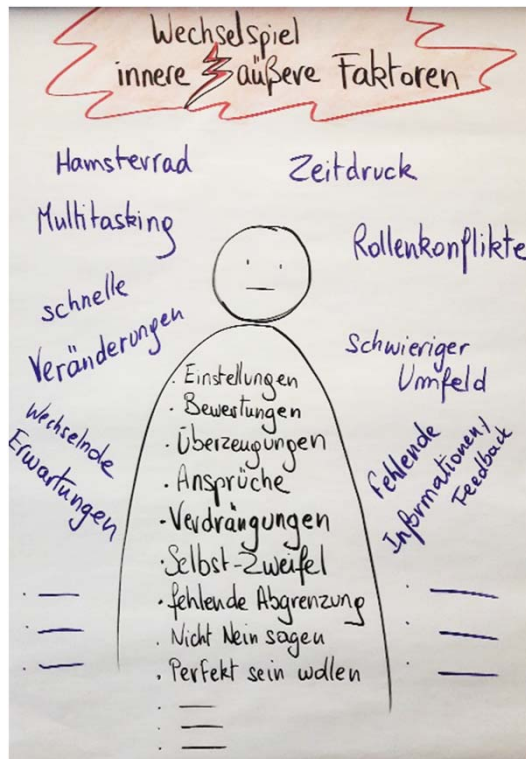 Wechselspiel
innere äußere Faktoren
Hamsterrad
Zeitdruck
Multitasking
Rollenkonflikte
schnelle
Veränderungen
Schwieriger
Umfeld
Wechselnde
Erwartungen
Fehlende
Informationen/
Feedback
· Einstellungen
· Bewertungen
· Überzeugungen
· Ansprüche
· Verdrängungen
· Selbst-Zweifel
· fehlende Abgrenzung
· Nicht Nein sagen
· Perfekt sein wollen